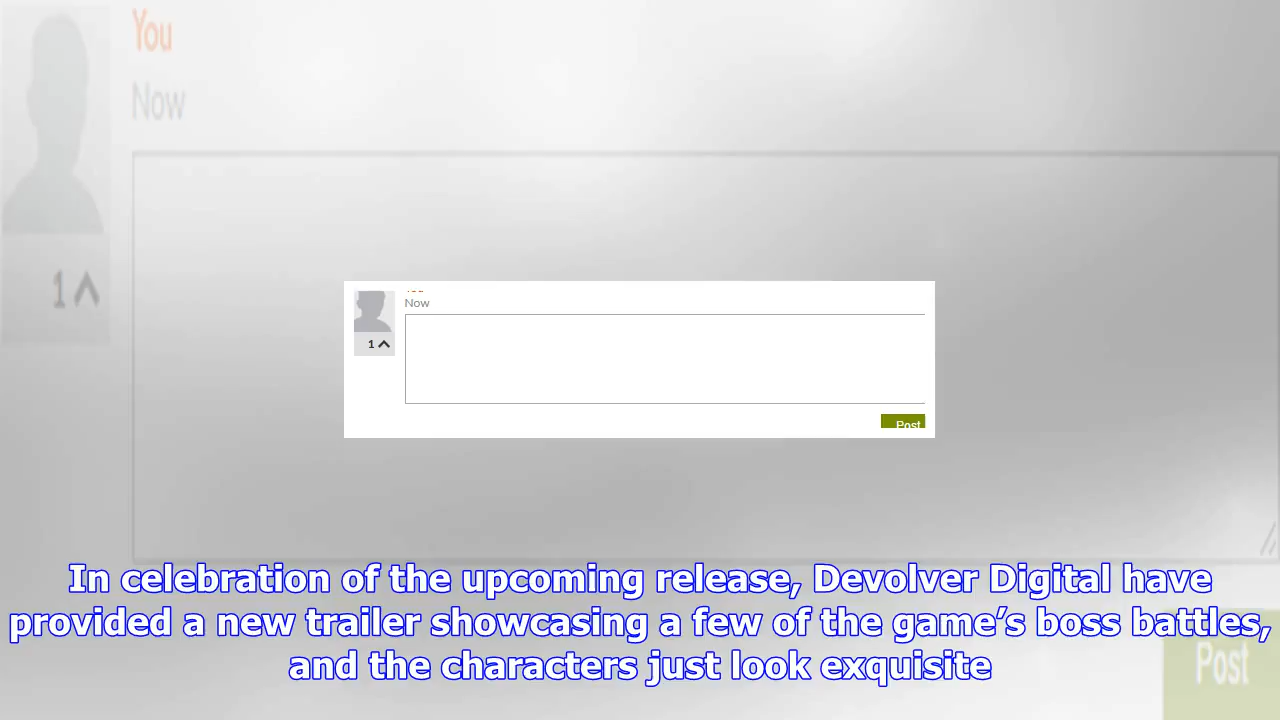 You
Now
1
Now
1
Post
In celebration of the upcoming release, Devolver Digital have
provided a new trailer showcasing a few of the game’s boss battles,
and the characters just look exquisite
Post